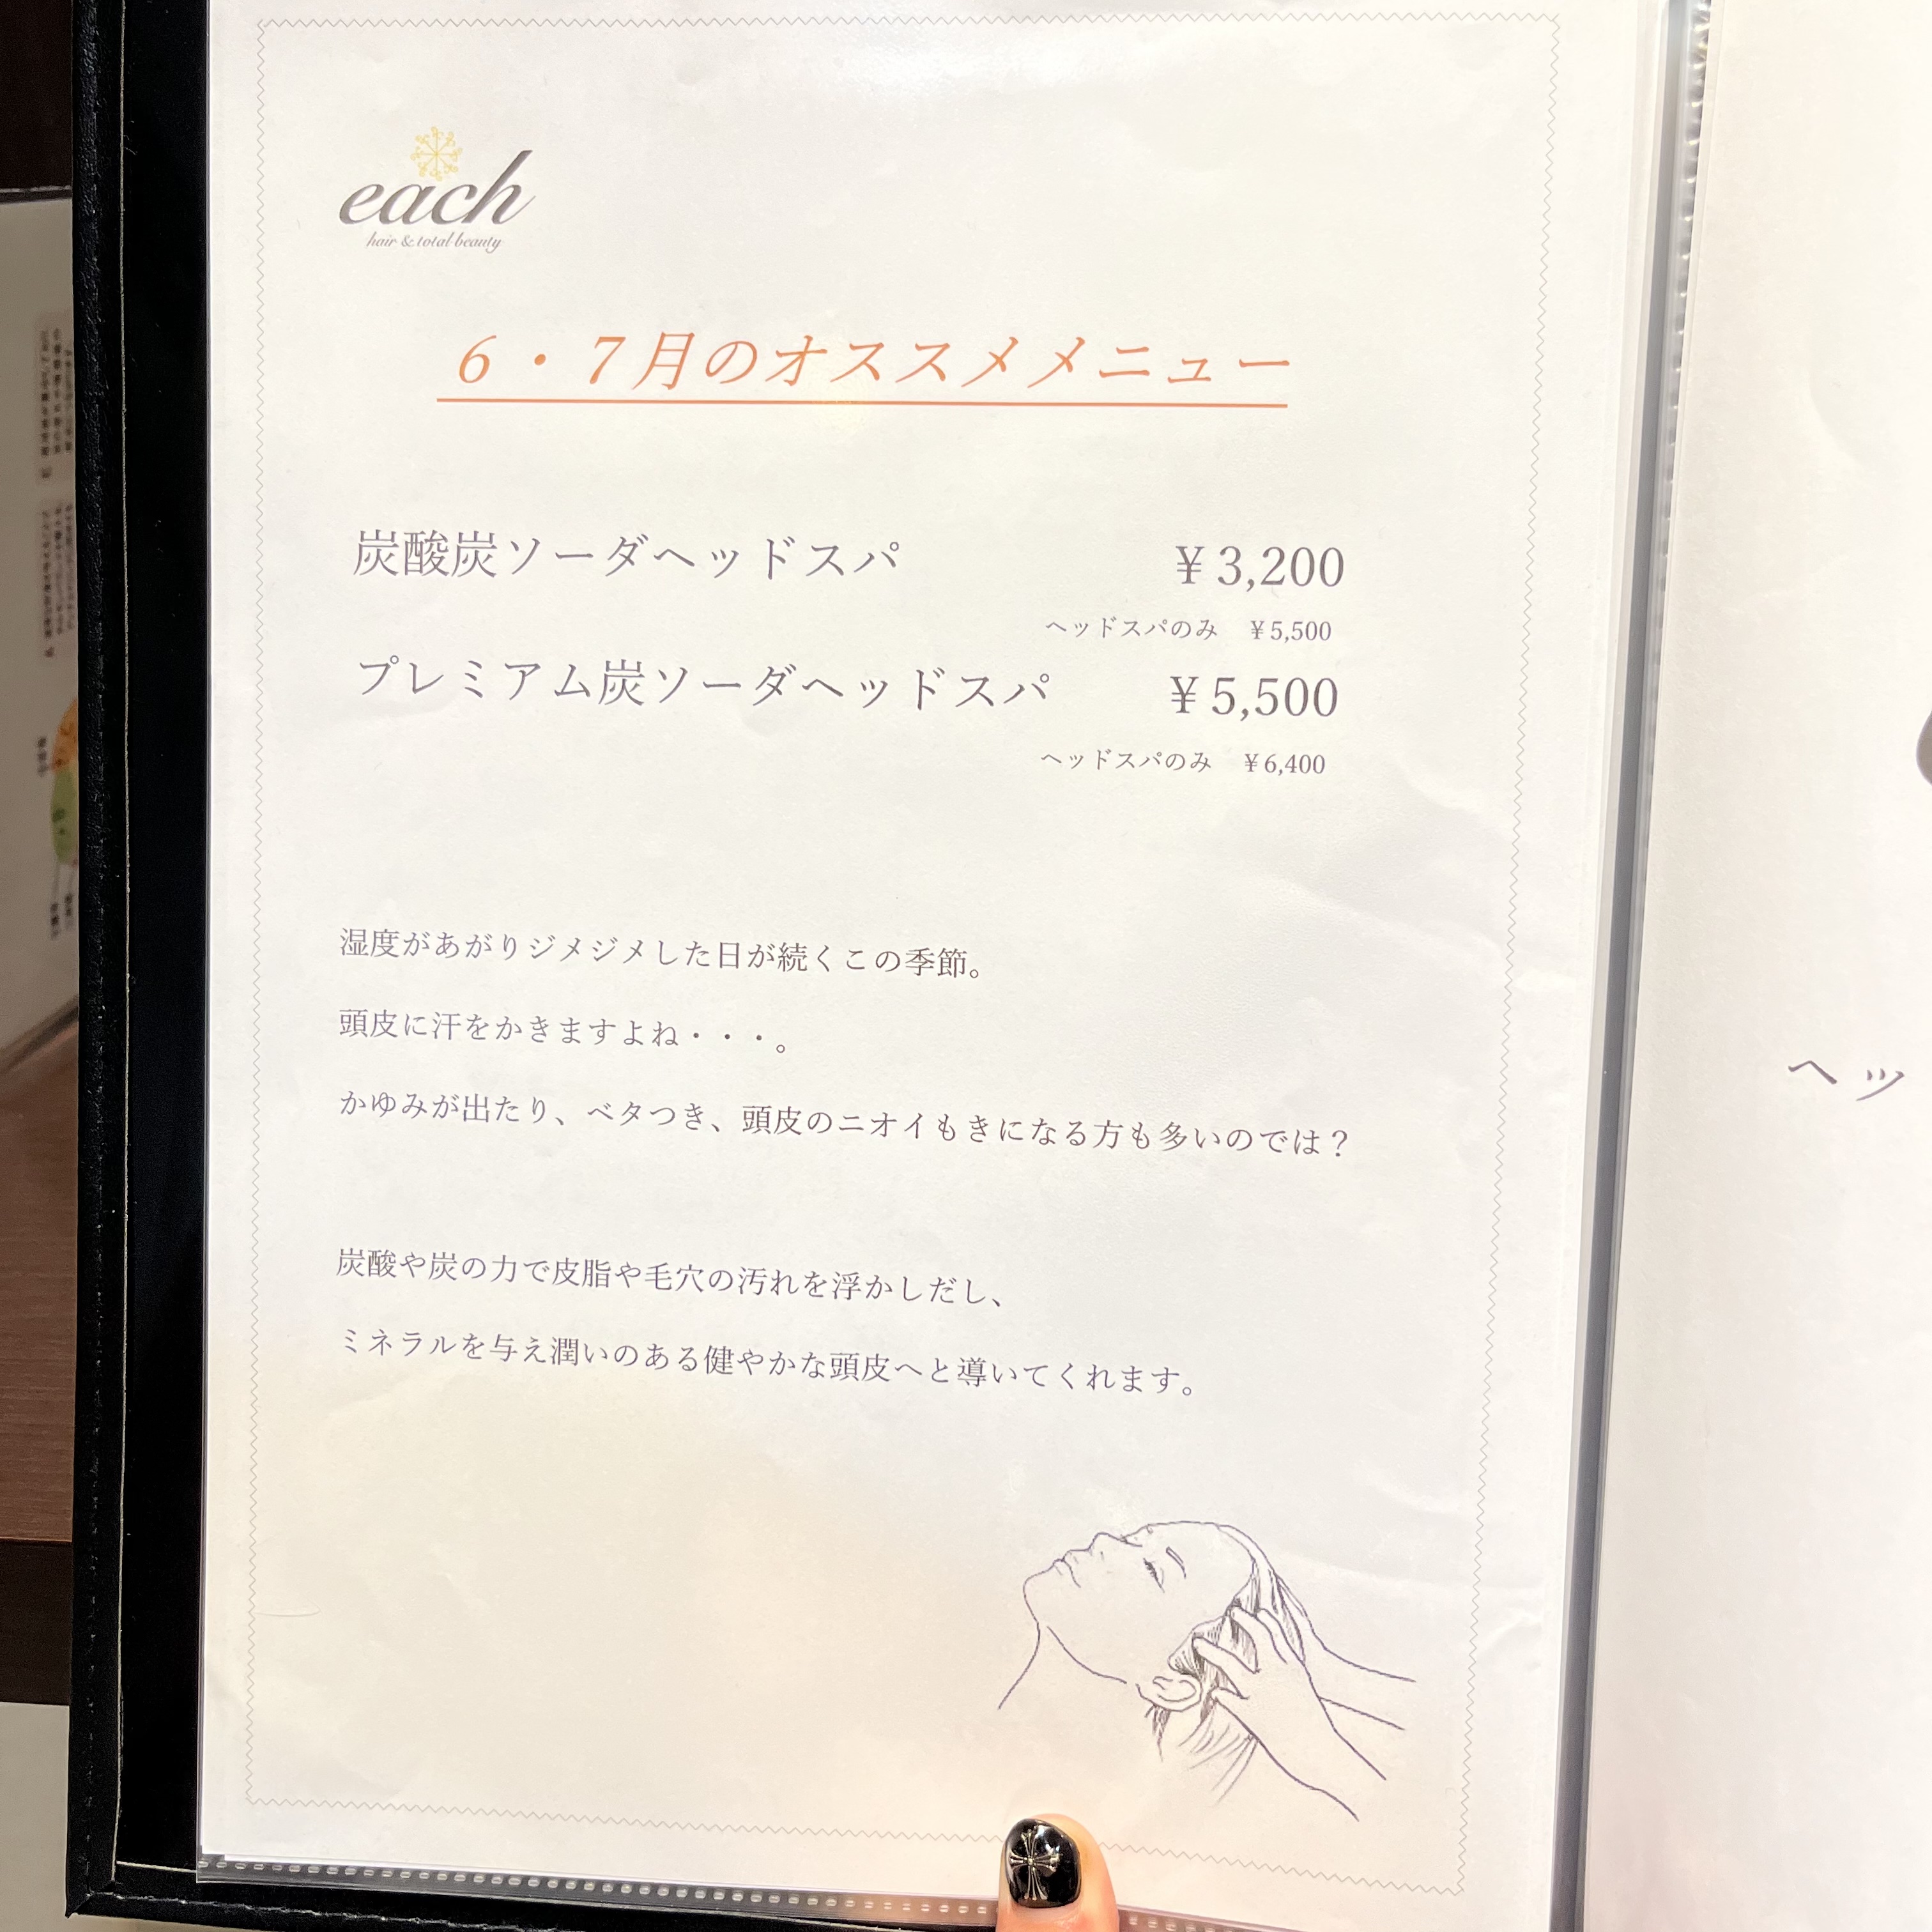 each
hair & total beauty
6・7月のオススメメニュー
炭酸炭ソーダヘッドスパ ¥3,200
ヘッドスパのみ ¥5,500
プレミアム炭ソーダヘッドスパ ¥5,500
ヘッドスパのみ ¥6,400
湿度があがりジメジメした日が続くこの季節。
頭皮に汗をかきますよね・・・。
かゆみが出たり、ベタつき、頭皮のニオイもきになる方も多いのでは？
炭酸や炭の力で皮脂や毛穴の汚れを浮かしだし、
ミネラルを与え潤いのある健やかな頭皮へと導いてくれます。
ヘッ